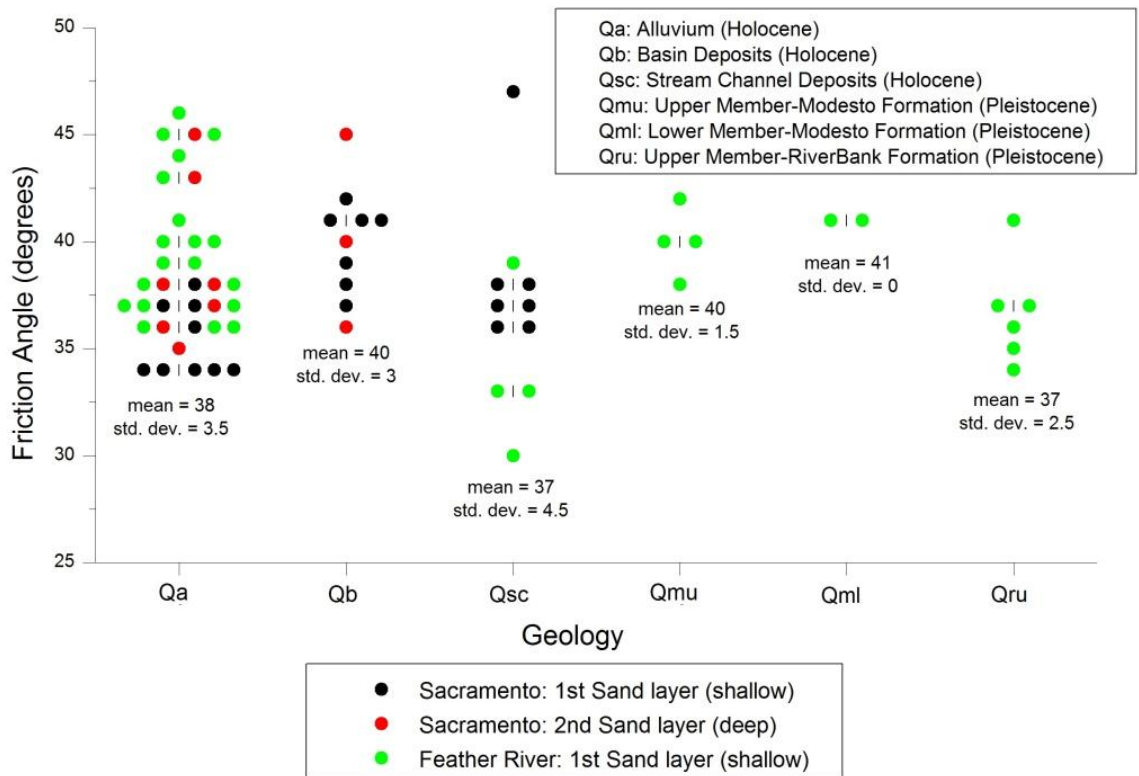 50
45
40
35
30
25
Friction Angle (degrees)
Qa: Alluvium (Holocene)
Qb: Basin Deposits (Holocene)
Qsc: Stream Channel Deposits (Holocene)
Qmu: Upper Member-Modesto Formation (Pleistocene)
Qml: Lower Member-Modesto Formation (Pleistocene)
Qru: Upper Member-RiverBank Formation (Pleistocene)
mean = 38
std. dev. = 3.5
mean = 40
std. dev. = 3
mean = 37
std. dev. = 4.5
mean = 40
std. dev. = 1.5
mean = 41
std. dev. = 0
mean = 37
std. dev. = 2.5
Qa
Qb
Qsc
Qmu
Qml
Qru
Geology
Sacramento: 1st Sand layer (shallow)
Sacramento: 2nd Sand layer (deep)
Feather River: 1st Sand layer (shallow)